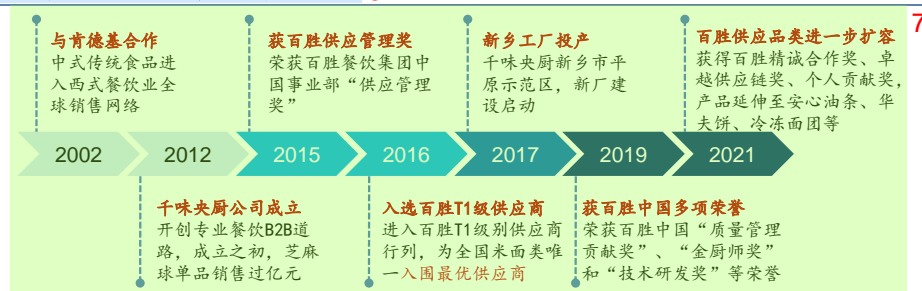 7
与肯德基合作
中式传统食品进
入西式餐饮业全
球销售网络
获百胜供应管理奖
荣获百胜餐饮集团中
国事业部“供应管理
奖”
新乡工厂投产
千味央厨新乡市平
原示范区，新厂建
设启动
百胜供应品类进一步扩容
获得百胜精诚合作奖、卓
越供应链奖、个人贡献奖，
产品延伸至安心油条、华
夫饼、冷冻面团等
2002
2012
2015
2016
2017
2019
2021
千味央厨公司成立
开创专业餐饮B2B道
路，成立之初，芝麻
球单品销售过亿元
入选百胜T1级供应商
进入百胜T1级别供应商
行列，为全国米面类唯
一入围最优供应商
获百胜中国多项荣誉
荣获百胜中国“质量管理
贡献奖”、“金厨师奖”
和“技术研发奖”等荣誉